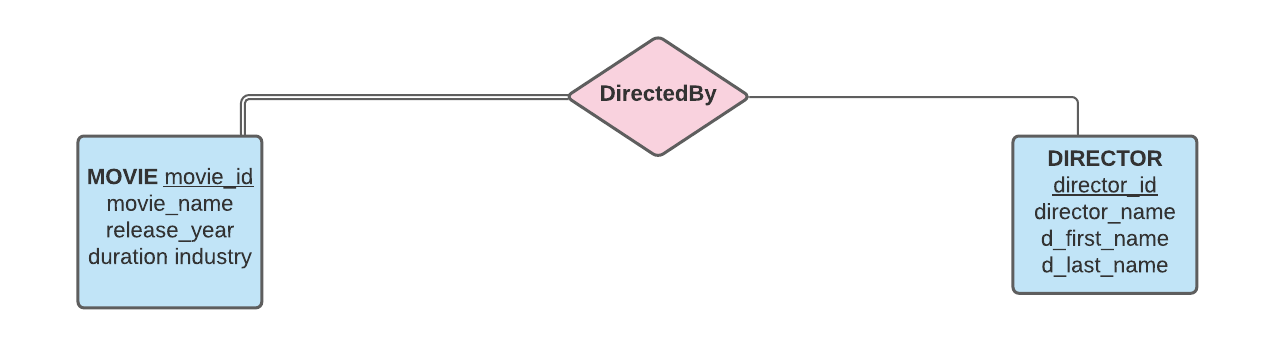 DirectedBy
MOVIE movie_id
movie_name
release_year
duration industry
DIRECTOR
director_id
director_name
d_first_name
d_last_name